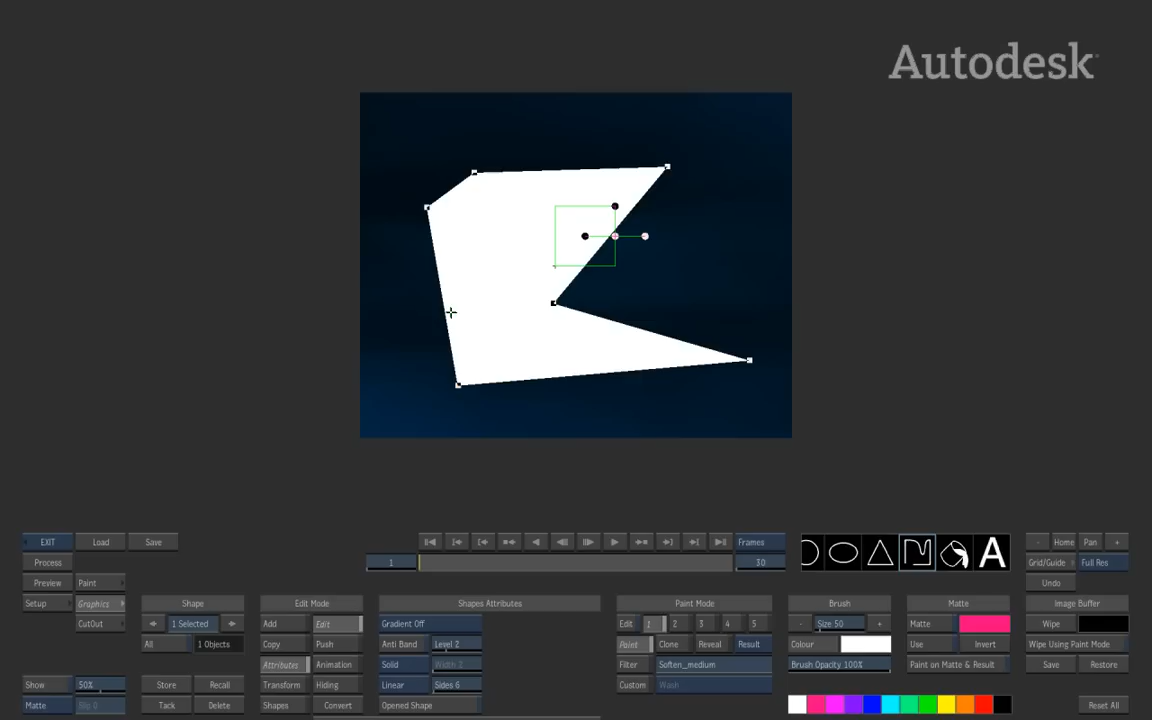 Autodesk
EXIT Load Save
1 Frames 30
Process
Preview Paint
Setup Graphics
CutOut
Shape
1 Selected
All 1 Objects
Show 50% Store Recall
Matte Tack Delete
Edit Mode
Add Edit
Copy Push
Attributes Animation
Transform Hiding
Shapes Convert
Shapes Attributes
Gradient Off
Anti Band Level 2
Solid Width 2
Linear Sides 6
Opened Shape
Paint Mode
Edit 1 2 3 4 5
Paint Clone Reveal Result
Filter Soften_medium
Custom Wash
A
Brush
- Size 50 +
Colour
Brush Opacity 100%
Matte
Matte
Use Invert
Paint on Matte & Result
- Home Pan +
Grid/Guide Full Res
Undo
Image Buffer
Wipe
Wipe Using Paint Mode
Save Restore
Reset All